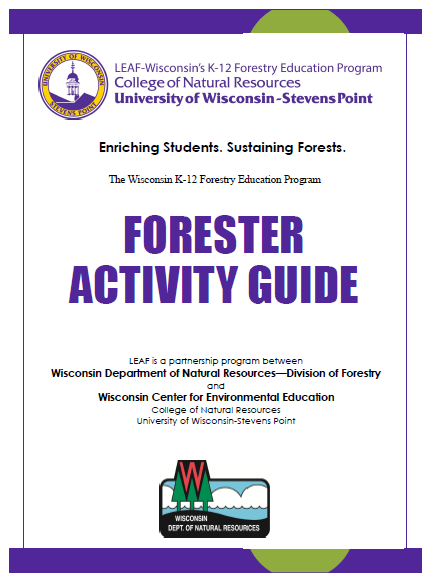 UNIVERSITY OF WISCONSIN
STEVENS POINT
LEAF-Wisconsin's K-12 Forestry Education Program
College of Natural Resources
University of Wisconsin-Stevens Point
Enriching Students. Sustaining Forests.
The Wisconsin K-12 Forestry Education Program
FORESTER
ACTIVITY GUIDE
LEAF is a partnership program between
Wisconsin Department of Natural Resources—Division of Forestry
and
Wisconsin Center for Environmental Education
College of Natural Resources
University of Wisconsin-Stevens Point
W
WISCONSIN
DEPT. OF NATURAL RESOURCES